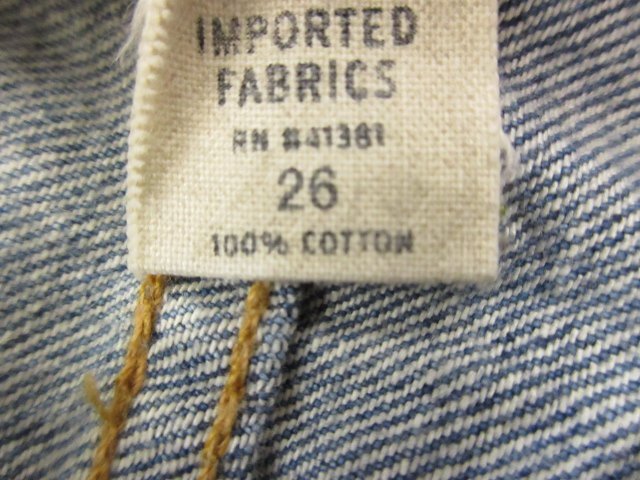 IMPORTED
FABRICS
RN #41381
26
100% COTTON